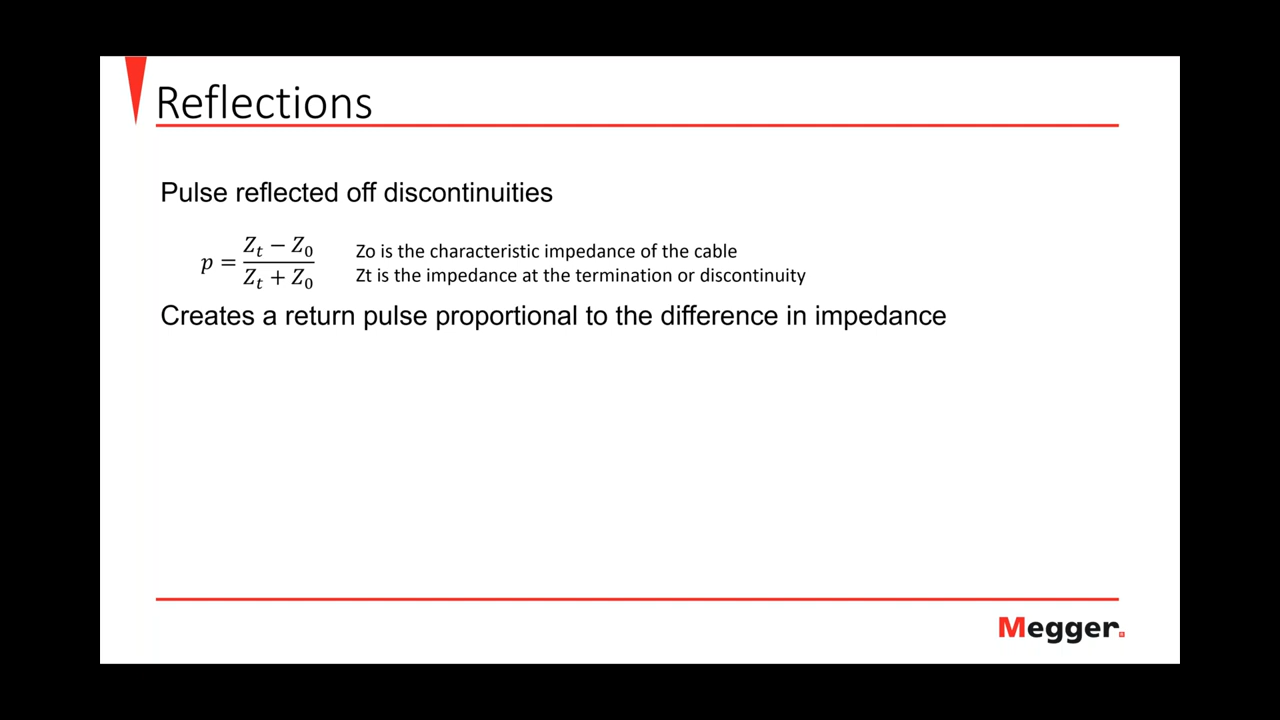 Reflections
Pulse reflected off discontinuities
p = (Z_t − Z_0) / (Z_t + Z_0)
Zo is the characteristic impedance of the cable
Zt is the impedance at the termination or discontinuity
Creates a return pulse proportional to the difference in impedance
Megger.